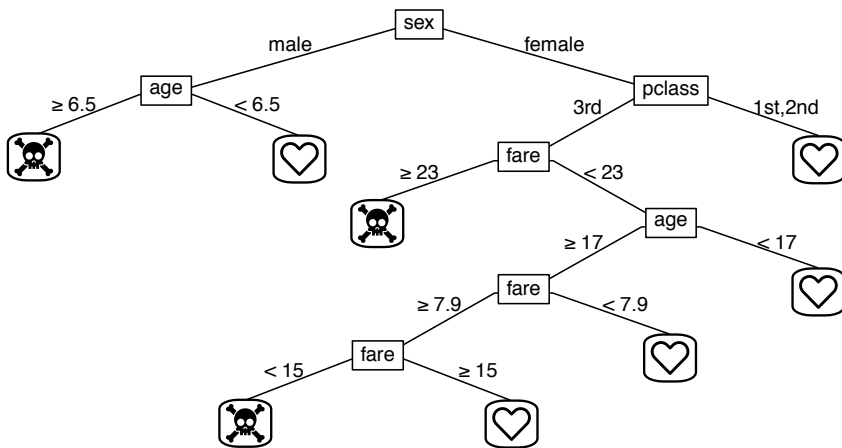 sex
male
female
age
pclass
≥ 6.5
< 6.5
3rd
1st,2nd
fare
≥ 23
< 23
age
≥ 17
< 17
fare
≥ 7.9
< 7.9
fare
< 15
≥ 15